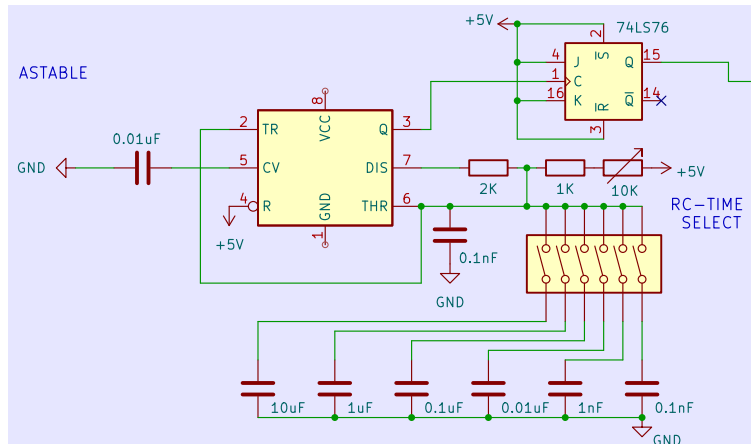 +5V
74LS76
2
S
4
J
Q
15
1
C
16
K
Q
14
R
3
ASTABLE
8
VCC
2
TR
Q
3
0.01uF
GND
5
CV
DIS
7
2K
1K
10K
+5V
4
R
GND
THR
6
1
+5V
0.1nF
GND
RC-TIME
SELECT
10uF
1uF
0.1uF
0.01uF
1nF
0.1nF
GND